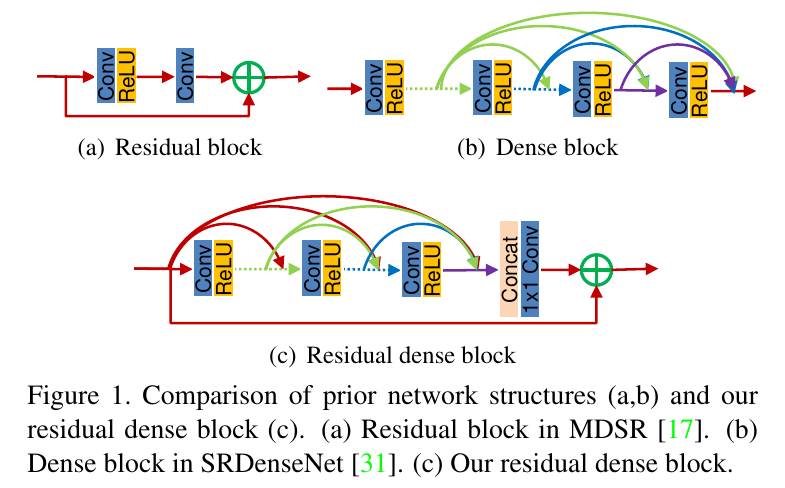 Conv
ReLU
Conv
(a) Residual block
Conv
ReLU
Conv
ReLU
Conv
ReLU
Conv
ReLU
(b) Dense block
Conv
ReLU
Conv
ReLU
Conv
ReLU
Concat
1x1 Conv
(c) Residual dense block
Figure 1. Comparison of prior network structures (a,b) and our
residual dense block (c). (a) Residual block in MDSR [17]. (b)
Dense block in SRDenseNet [31]. (c) Our residual dense block.